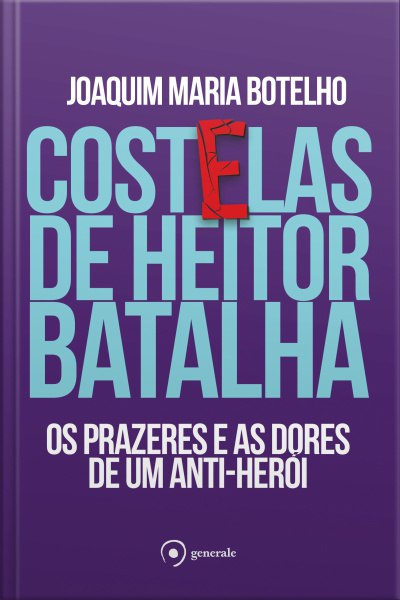 JOAQUIM MARIA BOTELHO
COSTELAS
DE HEITOR
BATALHA
OS PRAZERES E AS DORES
DE UM ANTI-HERÓI
generale